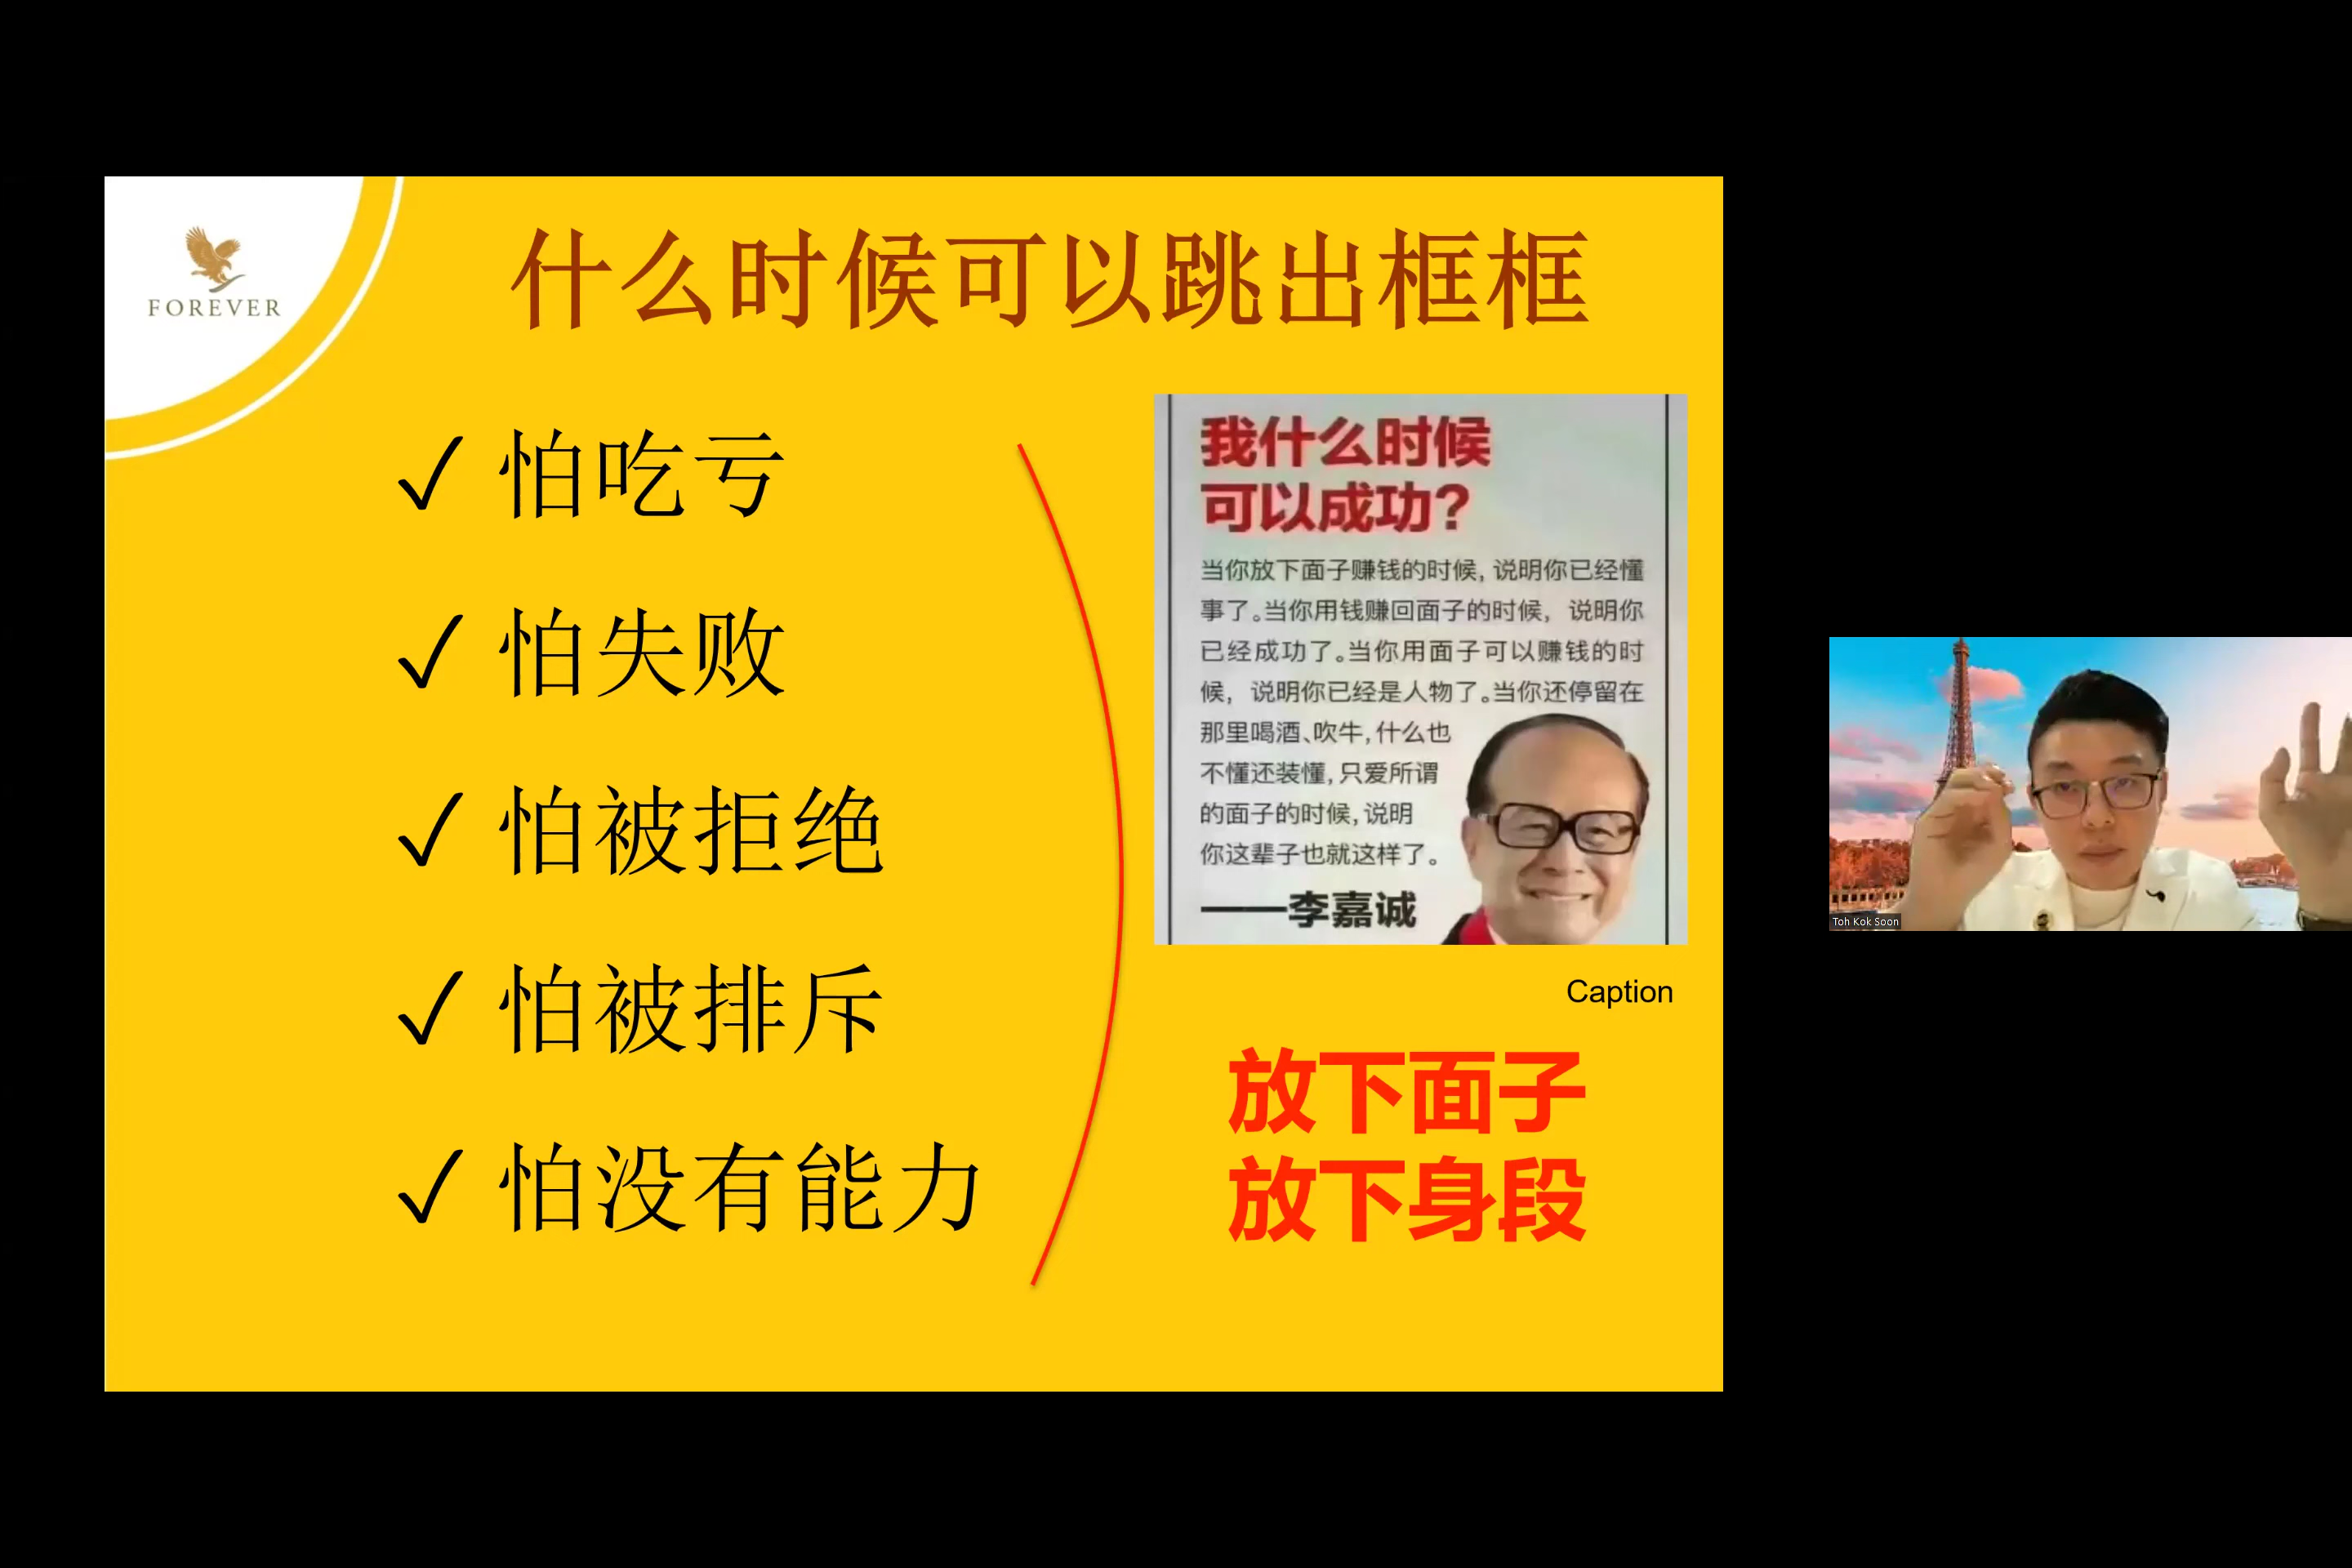 FOREVER
什么时候可以跳出框框
✓ 怕吃亏
✓ 怕失败
✓ 怕被拒绝
✓ 怕被排斥
✓ 怕没有能力
我什么时候
可以成功?
当你放下面子赚钱的时候,说明你已经懂
事了。当你用钱赚回面子的时候,说明你
已经成功了。当你用面子可以赚钱的时
候,说明你已经是人物了。当你还停留在
那里喝酒、吹牛,什么也
不懂还装懂,只爱所谓
的面子的时候,说明
你这辈子也就这样了。
——李嘉诚
Caption
放下面子
放下身段
Toh Kok Soon